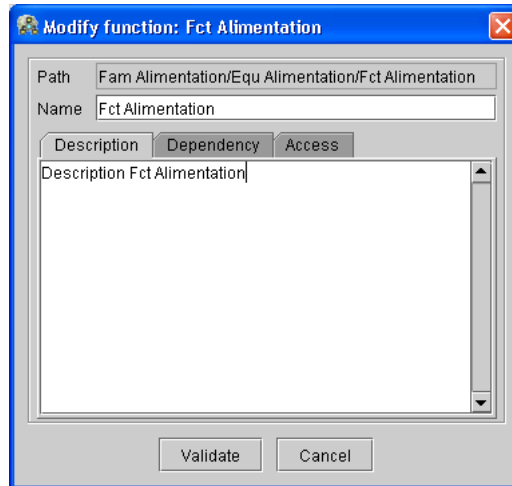 Modify function: Fct Alimentation
Path Fam Alimentation/Equ Alimentation/Fct Alimentation
Name Fct Alimentation
Description Dependency Access
Description Fct Alimentation
Validate Cancel